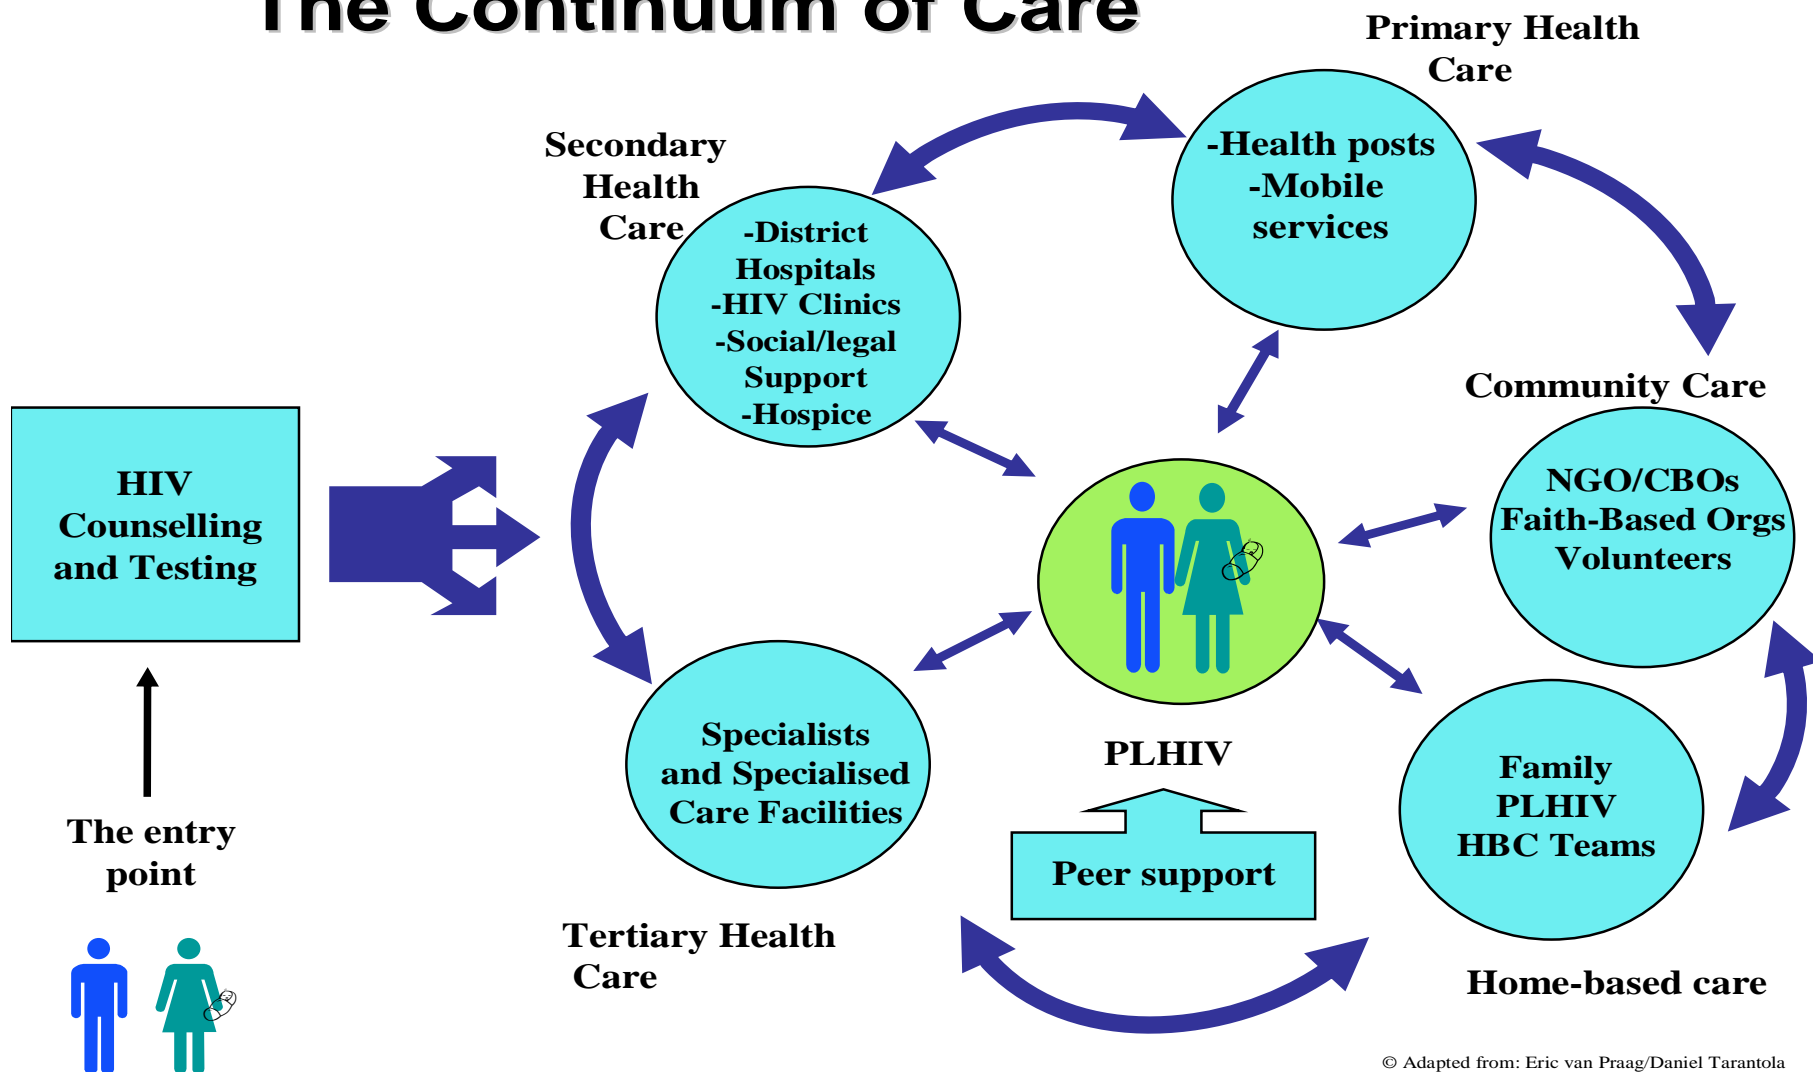 The Continuum of Care
Primary Health
Care
Secondary
Health
Care
-Health posts
-Mobile
services
-District
Hospitals
-HIV Clinics
-Social/legal
Support
-Hospice
Community Care
NGO/CBOs
Faith-Based Orgs
Volunteers
HIV
Counselling
and Testing
The entry
point
Specialists
and Specialised
Care Facilities
Tertiary Health
Care
PLHIV
Peer support
Family
PLHIV
HBC Teams
Home-based care
© Adapted from: Eric van Praag/Daniel Tarantola